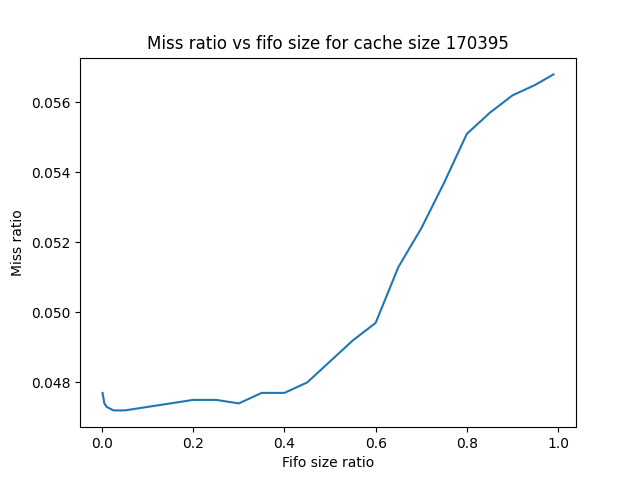 Miss ratio vs fifo size for cache size 170395
0.056
0.054
0.052
0.050
0.048
Miss ratio
0.0 0.2 0.4 0.6 0.8 1.0
Fifo size ratio